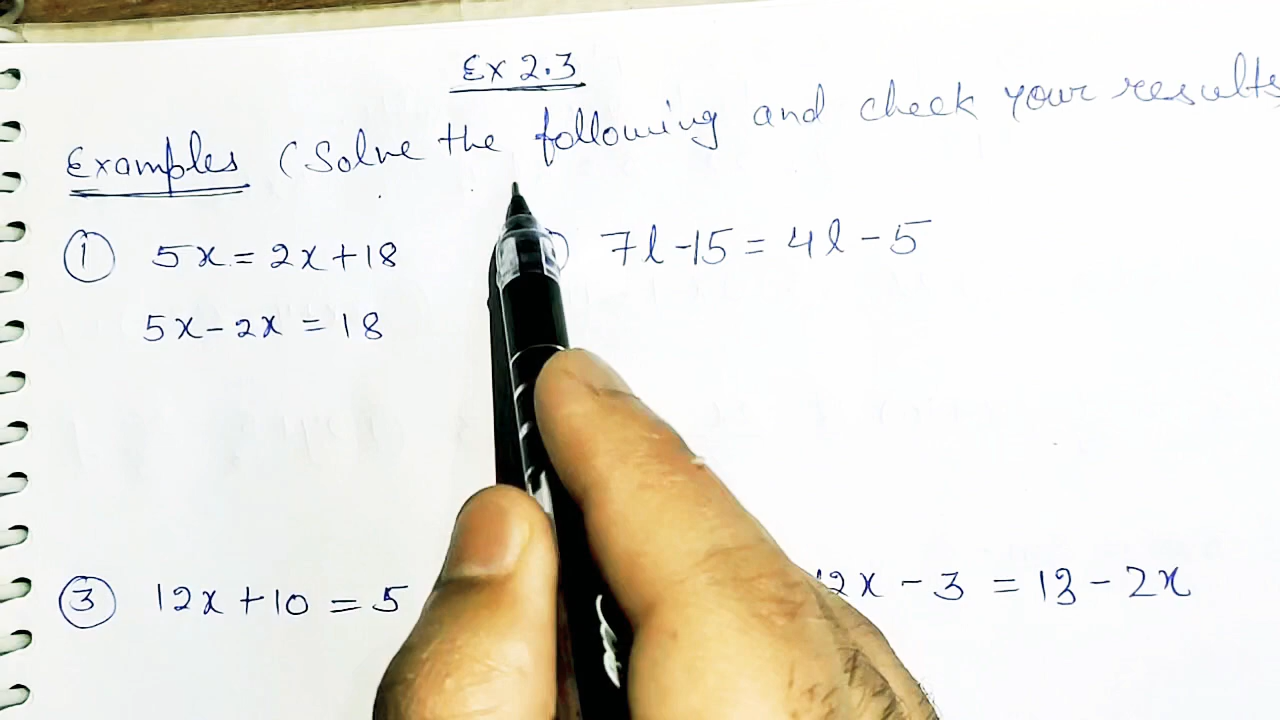 Ex 2.3
Examples (Solve the following and check your results
① 5x = 2x + 18
7l - 15 = 4l - 5
5x - 2x = 18
③ 12x + 10 = 5
12x - 3 = 13 - 2x